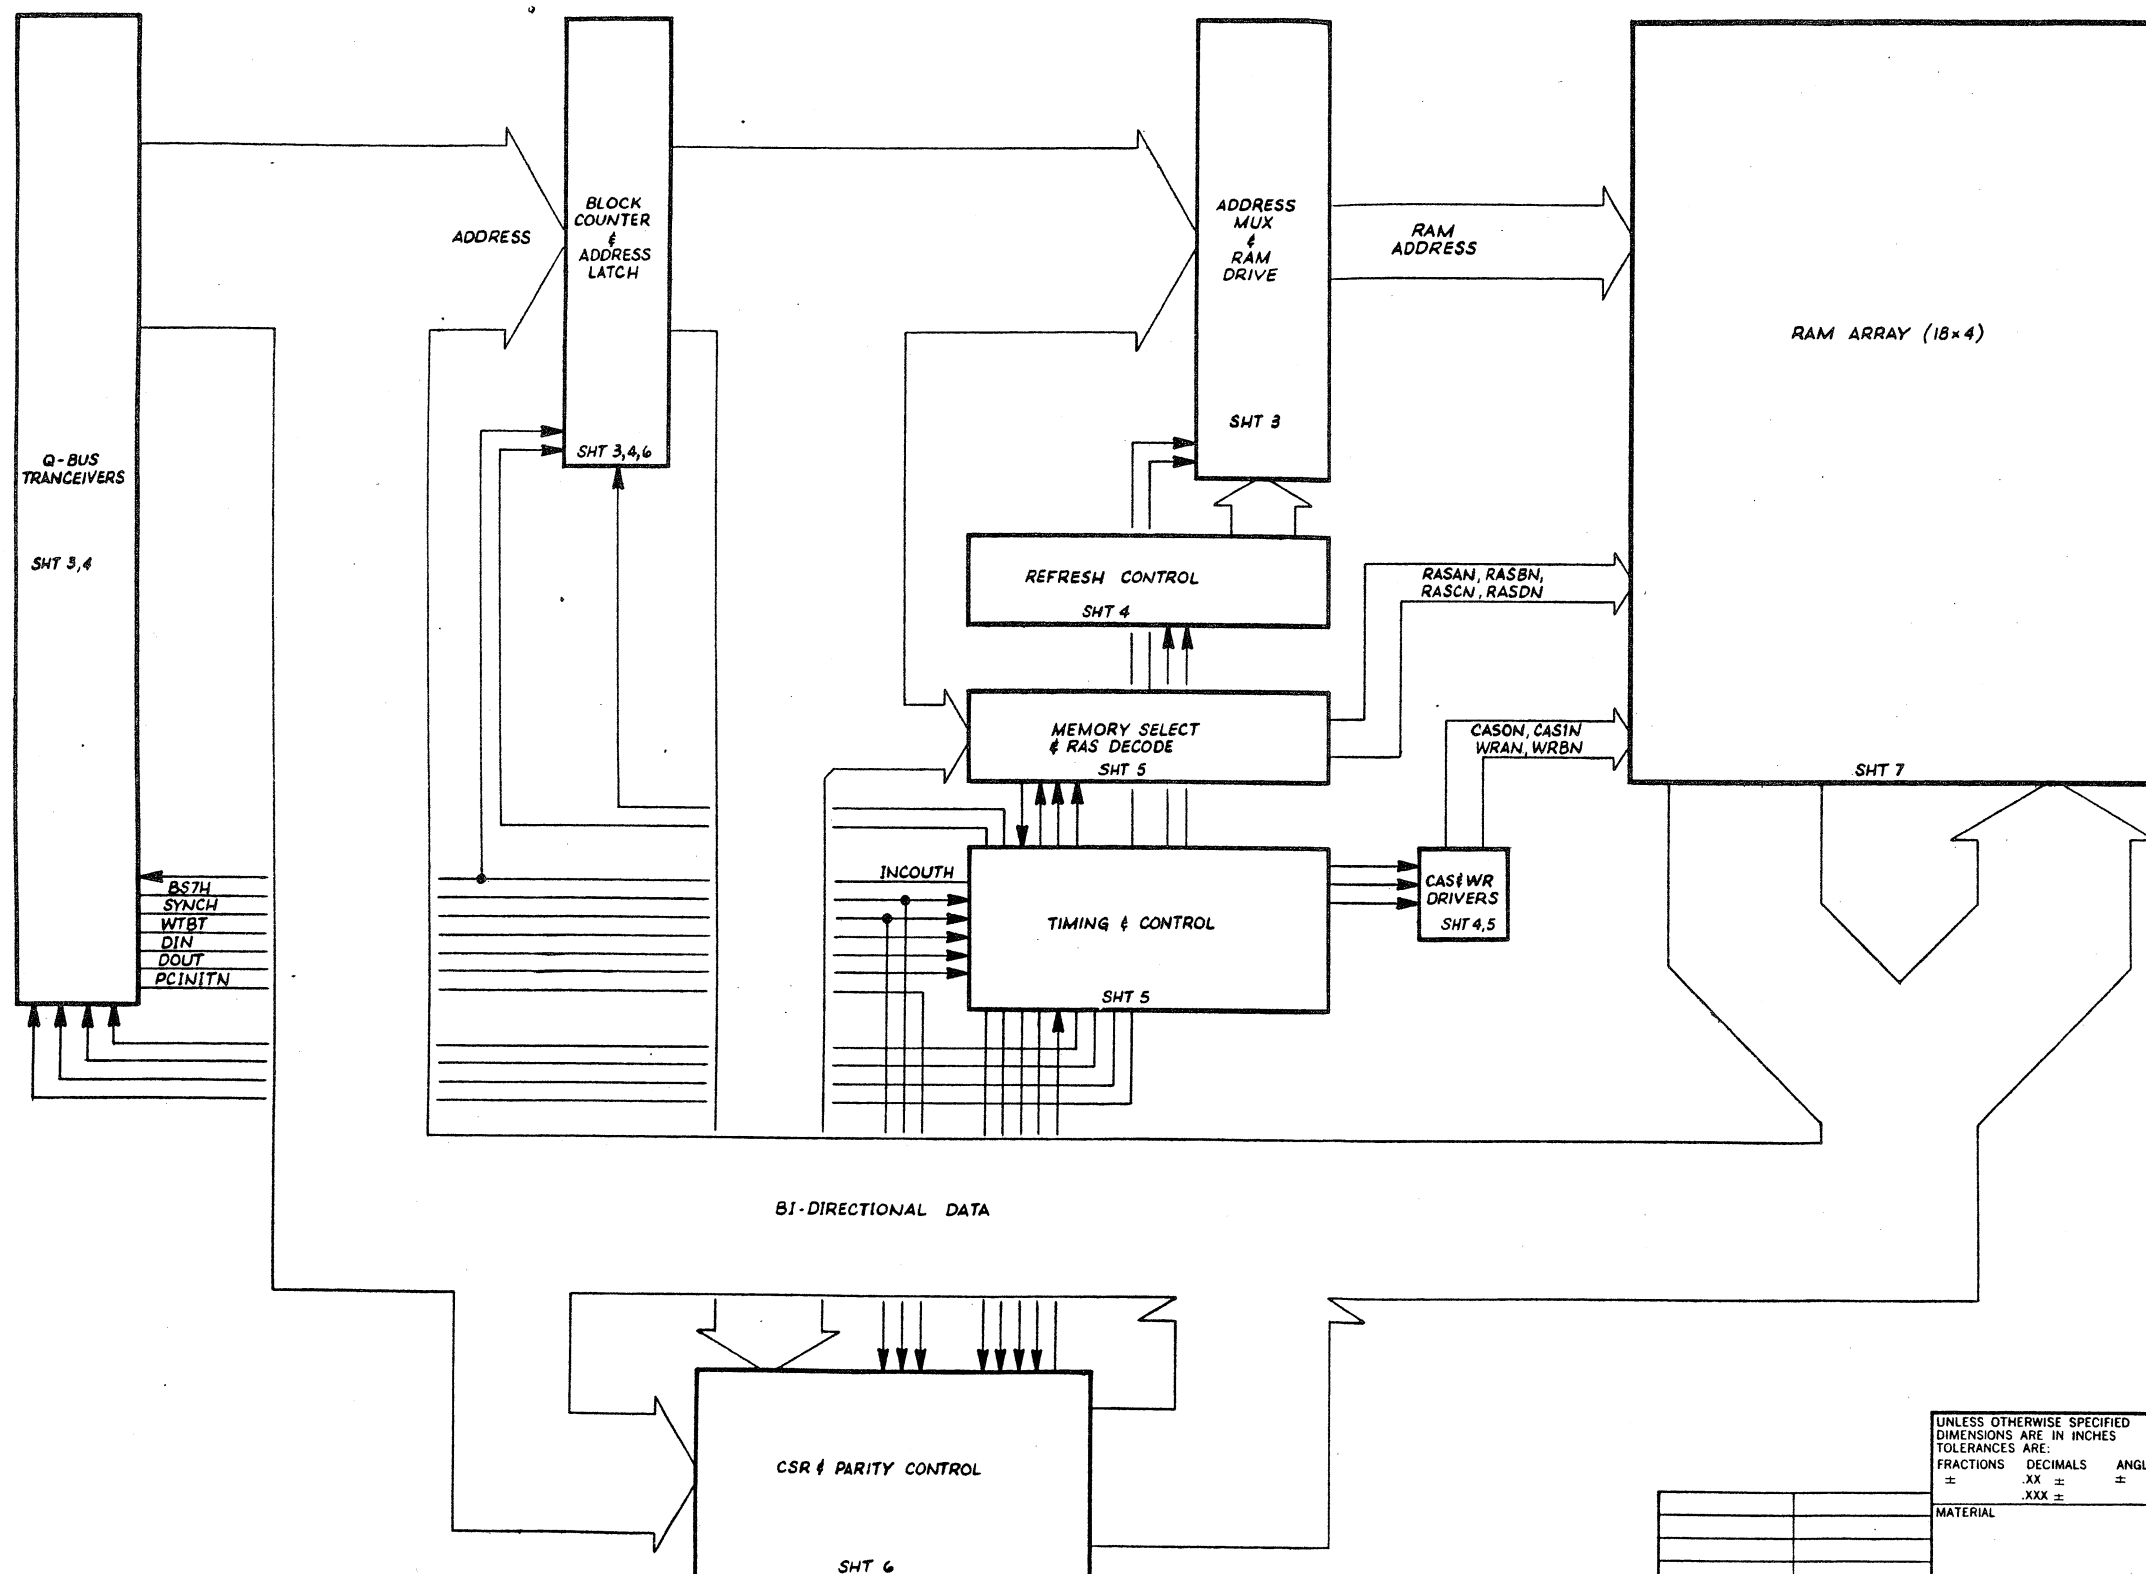 Q-BUS
TRANCEIVERS
SHT 3,4
BS7H
SYNCH
WTBT
DIN
DOUT
PCINITN
ADDRESS
BLOCK
COUNTER
&
ADDRESS
LATCH
SHT 3,4,6
ADDRESS
MUX
&
RAM
DRIVE
SHT 3
RAM
ADDRESS
RAM ARRAY (18x4)
SHT 7
REFRESH CONTROL
SHT 4
RASAN, RASBN,
RASCN, RASDN
MEMORY SELECT
& RAS DECODE
SHT 5
CASON, CAS1N
WRAN, WRBN
INCOUTH
TIMING & CONTROL
SHT 5
CAS&WR
DRIVERS
SHT 4,5
BI-DIRECTIONAL DATA
CSR & PARITY CONTROL
SHT 6
UNLESS OTHERWISE SPECIFIED
DIMENSIONS ARE IN INCHES
TOLERANCES ARE:
FRACTIONS DECIMALS ANGL
± .XX ± ±
.XXX ±
MATERIAL